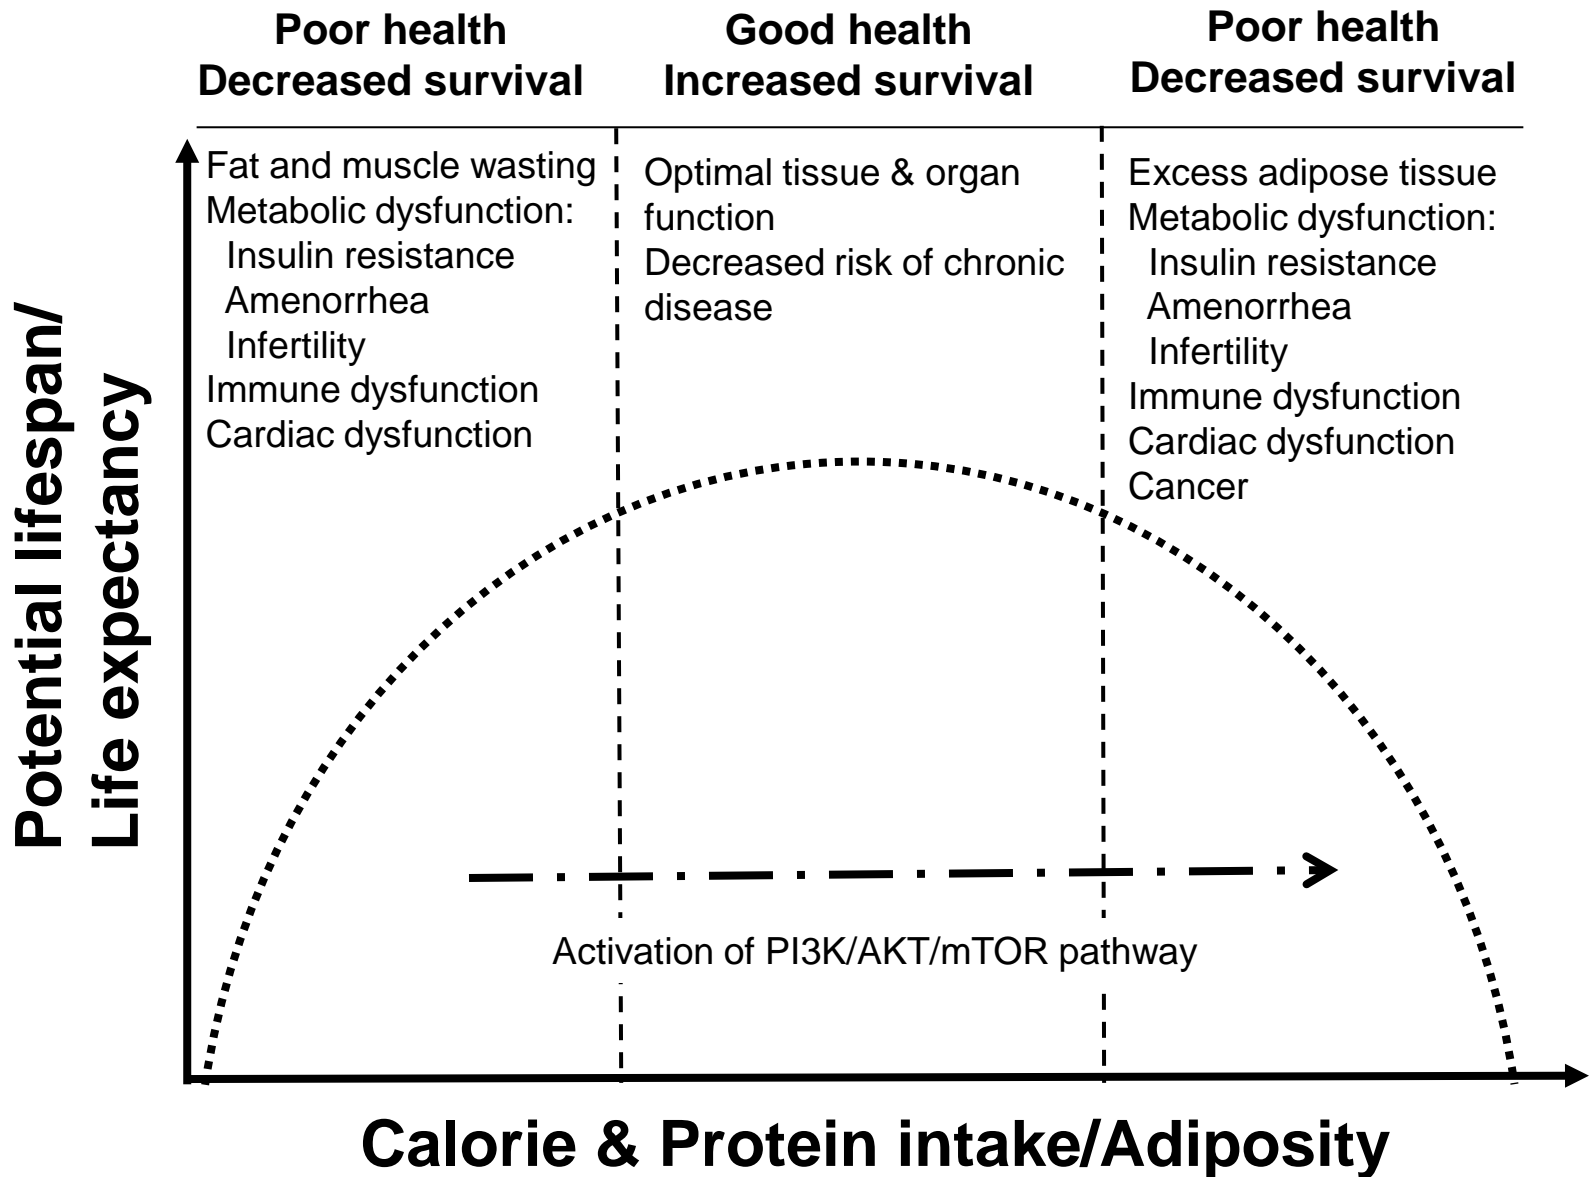 Poor health
Decreased survival
Good health
Increased survival
Poor health
Decreased survival
Fat and muscle wasting
Metabolic dysfunction:
Insulin resistance
Amenorrhea
Infertility
Immune dysfunction
Cardiac dysfunction
Optimal tissue & organ
function
Decreased risk of chronic
disease
Excess adipose tissue
Metabolic dysfunction:
Insulin resistance
Amenorrhea
Infertility
Immune dysfunction
Cardiac dysfunction
Cancer
Potential lifespan/
Life expectancy
Activation of PI3K/AKT/mTOR pathway
Calorie & Protein intake/Adiposity